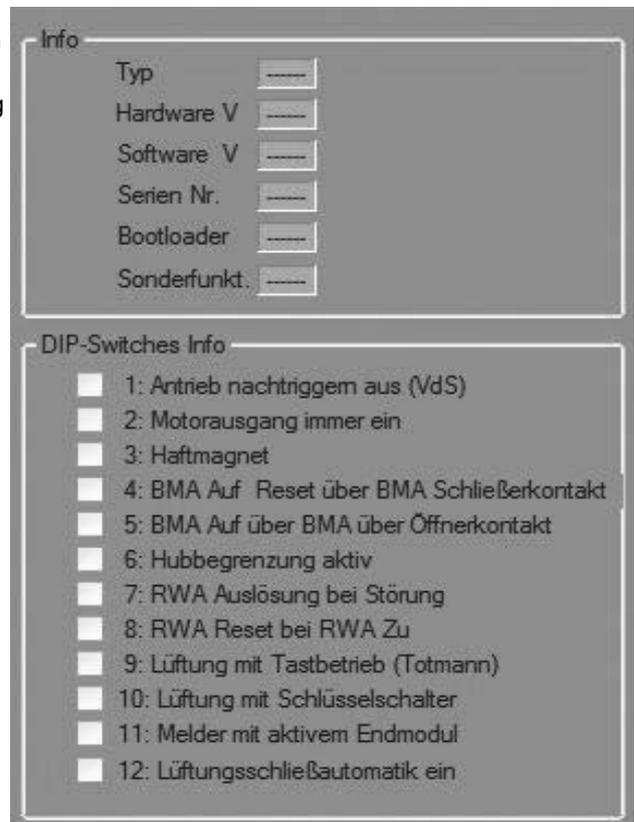 Info
Typ ------
Hardware V ------
Software V ------
Serien Nr. ------
Bootloader ------
Sonderfunkt. ------
DIP-Switches Info
1: Antrieb nachtriggern aus (VdS)
2: Motorausgang immer ein
3: Haftmagnet
4: BMA Auf Reset über BMA Schließerkontakt
5: BMA Auf über BMA über Öffnerkontakt
6: Hubbegrenzung aktiv
7: RWA Auslösung bei Störung
8: RWA Reset bei RWA Zu
9: Lüftung mit Tastbetrieb (Totmann)
10: Lüftung mit Schlüsselschalter
11: Melder mit aktivem Endmodul
12: Lüftungsschließautomatik ein